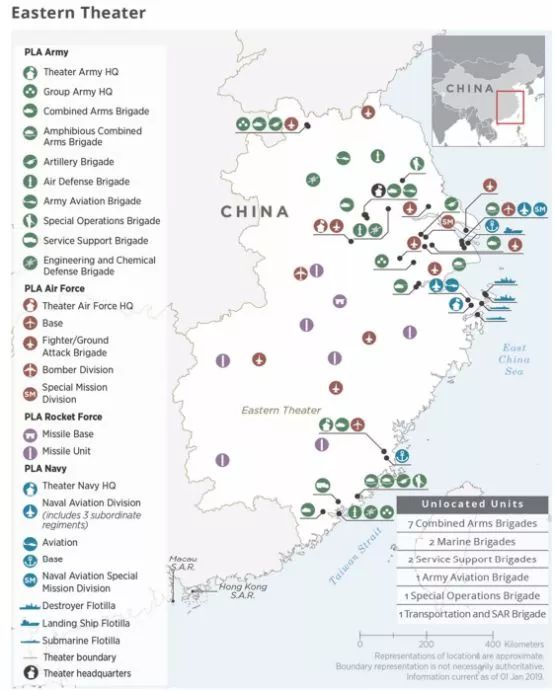 Eastern Theater
PLA Army
Theater Army HQ
Group Army HQ
Combined Arms Brigade
Amphibious Combined
Arms Brigade
Artillery Brigade
Air Defense Brigade
Army Aviation Brigade
Special Operations Brigade
Service Support Brigade
Engineering and Chemical
Defense Brigade
PLA Air Force
Theater Air Force HQ
Base
Fighter/Ground
Attack Brigade
Bomber Division
SM
Special Mission
Division
PLA Rocket Force
Missile Base
Missile Unit
PLA Navy
Theater Navy HQ
Naval Aviation Division
(includes 3 subordinate
regiments)
Aviation
Base
SM
Naval Aviation Special
Mission Division
Destroyer Flotilla
Landing Ship Flotilla
Submarine Flotilla
Theater boundary
Theater headquarters
CHINA
CHINA
SM
SM
East
China
Sea
Eastern Theater
Taiwan Strait
Macau
S.A.R.
Hong Kong
S.A.R.
Unlocated Units
7 Combined Arms Brigades
2 Marine Brigades
2 Service Support Brigades
1 Army Aviation Brigade
1 Special Operations Brigade
1 Transportation and SAR Brigade
0 200 400 Kilometers
Representations of locations are approximate.
Boundary representation is not necessarily authoritative.
Information current as of 01 Jan 2019.